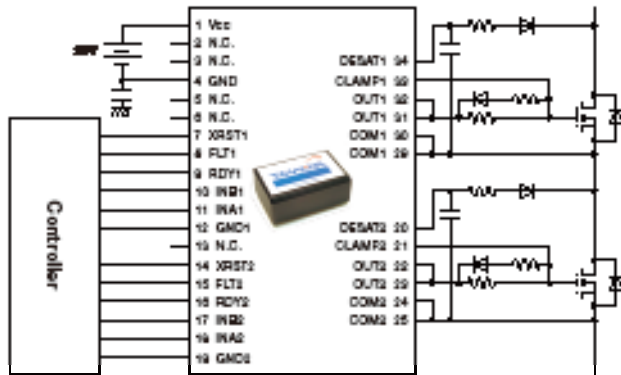 1 Vcc
2 N.C.
3 N.C.
4 GND
5 N.C.
6 N.C.
7 XRST1
8 FLT1
9 RDY1
10 INB1
11 INA1
12 GND1
13 N.C.
14 XRST2
15 FLT2
16 RDY2
17 INB2
18 INA2
19 GND2
Controller
DESAT1 34
CLAMP1 33
OUT1 32
OUT1 31
COM1 30
COM1 29
DESAT2 20
CLAMP2 21
OUT2 22
OUT2 23
COM2 24
COM2 25